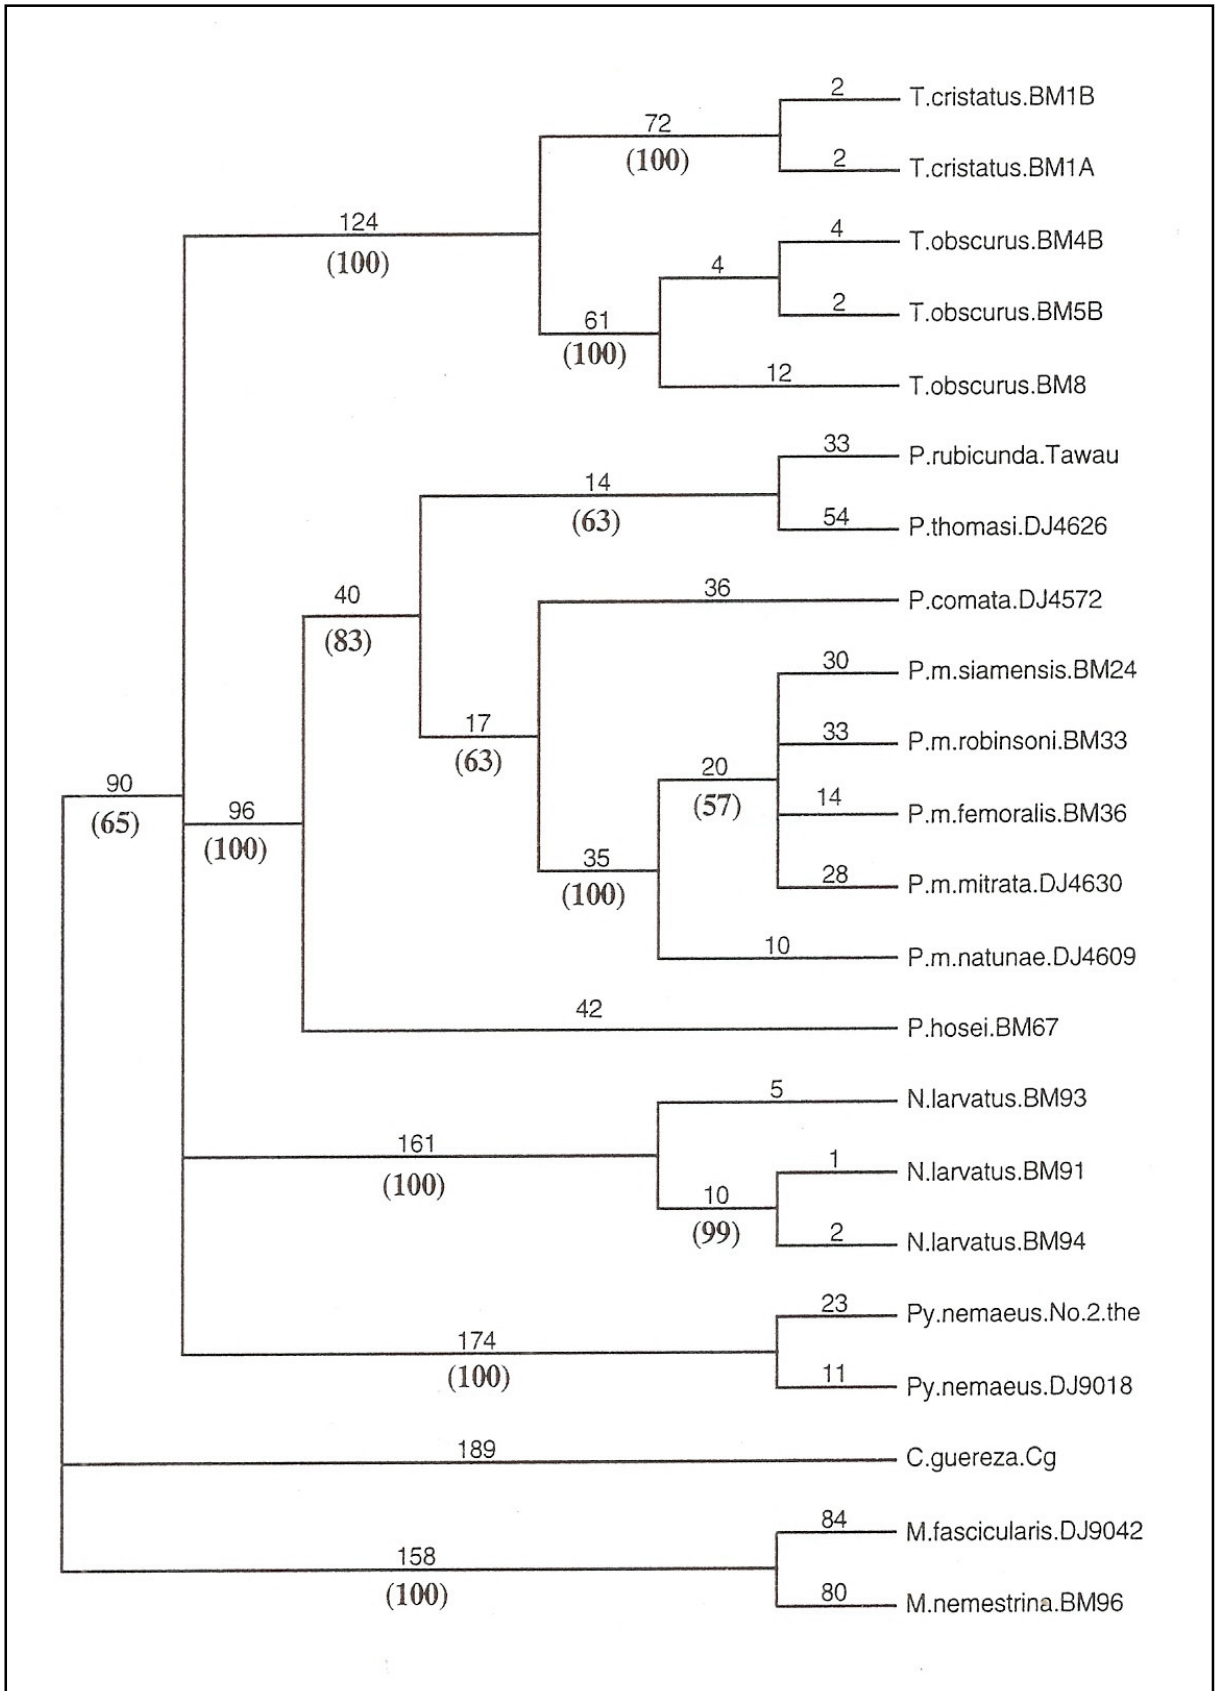 2
T.cristatus.BM1B
72
(100)
2
T.cristatus.BM1A
124
(100)
4
T.obscurus.BM4B
4
2
T.obscurus.BM5B
61
(100)
12
T.obscurus.BM8
33
P.rubicunda.Tawau
14
(63)
54
P.thomasi.DJ4626
40
(83)
36
P.comata.DJ4572
30
P.m.siamensis.BM24
17
(63)
33
P.m.robinsoni.BM33
20
(57)
90
(65)
96
(100)
14
P.m.femoralis.BM36
35
(100)
28
P.m.mitrata.DJ4630
10
P.m.natunae.DJ4609
42
P.hosei.BM67
5
N.larvatus.BM93
161
(100)
1
N.larvatus.BM91
10
(99)
2
N.larvatus.BM94
23
Py.nemaeus.No.2.the
174
(100)
11
Py.nemaeus.DJ9018
189
C.guereza.Cg
84
M.fascicularis.DJ9042
158
(100)
80
M.nemestrina.BM96